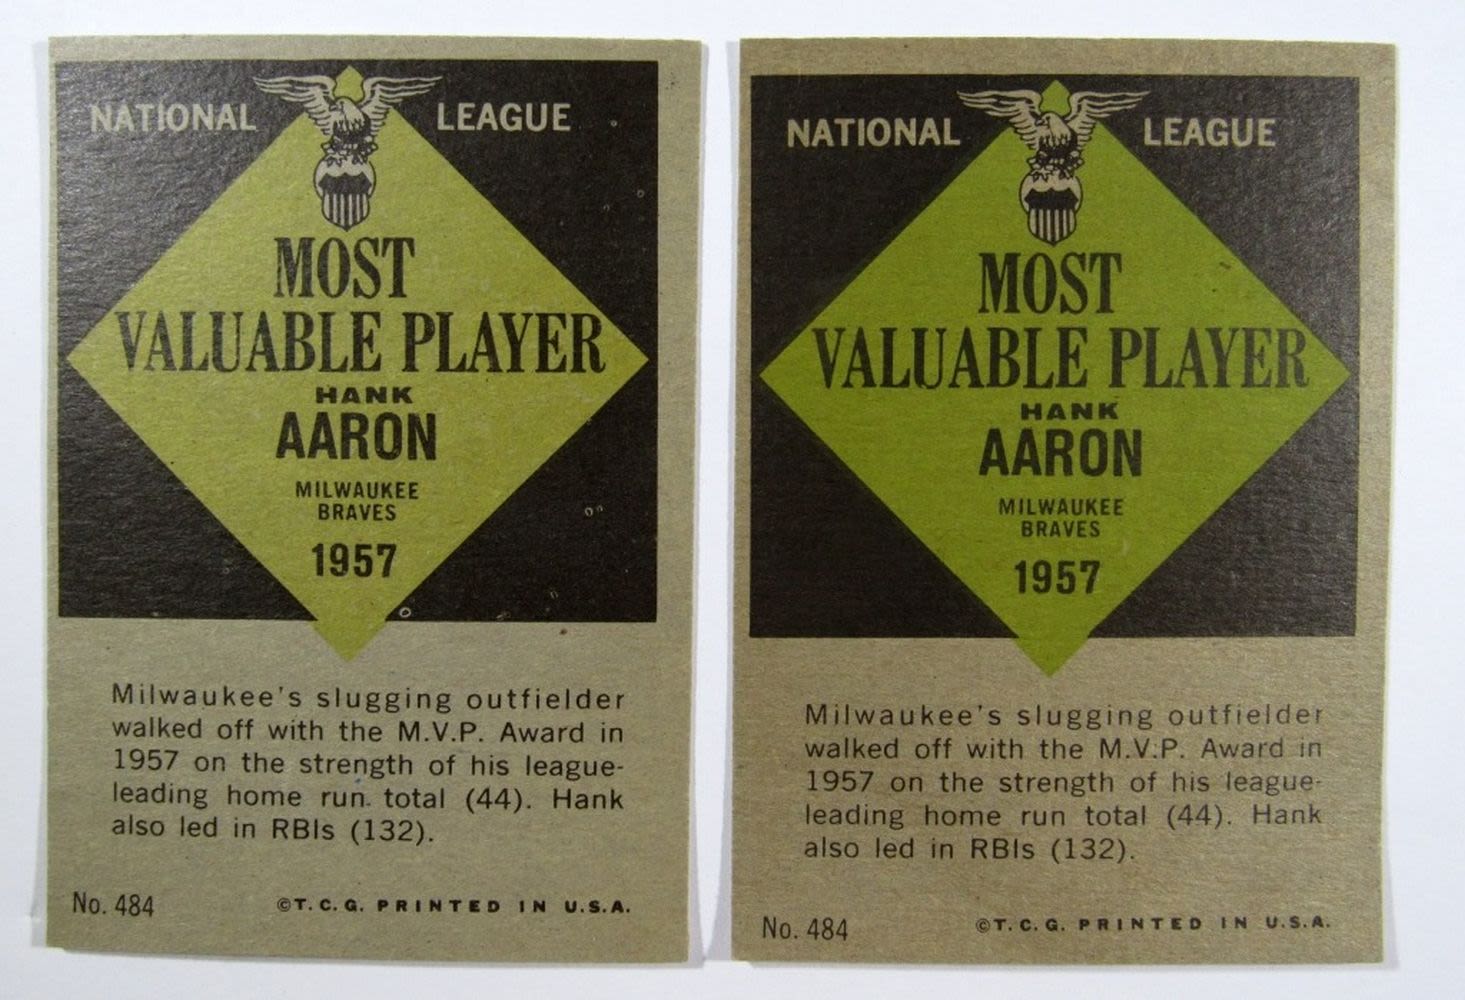 NATIONAL LEAGUE
MOST
VALUABLE PLAYER
HANK
AARON
MILWAUKEE
BRAVES
1957
Milwaukee's slugging outfielder
walked off with the M.V.P. Award in
1957 on the strength of his league-
leading home run total (44). Hank
also led in RBIs (132).
No. 484 ©T.C.G. PRINTED IN U.S.A.
NATIONAL LEAGUE
MOST
VALUABLE PLAYER
HANK
AARON
MILWAUKEE
BRAVES
1957
Milwaukee's slugging outfielder
walked off with the M.V.P. Award in
1957 on the strength of his league-
leading home run total (44). Hank
also led in RBIs (132).
No. 484 ©T.C.G. PRINTED IN U.S.A.